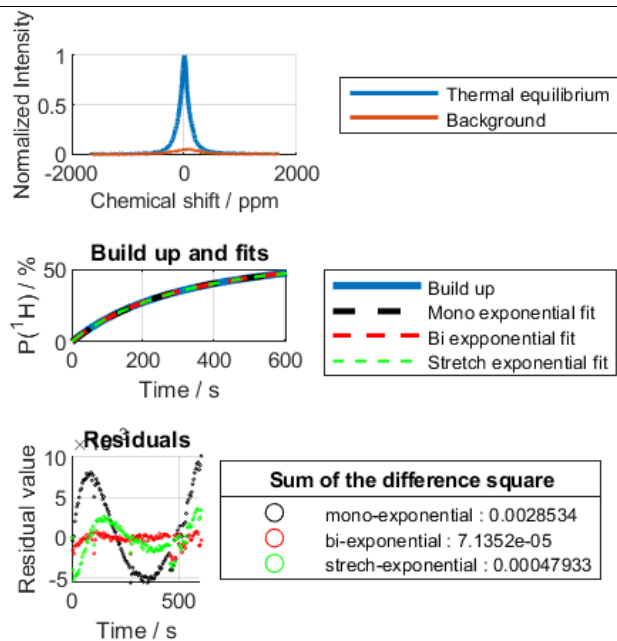 Normalized Intensity
1
0.5
0
-2000
0
2000
Chemical shift / ppm
Thermal equilibrium
Background
Build up and fits
P(¹H) / %
50
0
0
200
400
600
Time / s
Build up
Mono exponential fit
Bi expponential fit
Stretch exponential fit
Residuals
Residual value
10
5
0
-5
0
500
Time / s
Sum of the difference square
mono-exponential : 0.0028534
bi-exponential : 7.1352e-05
strech-exponential : 0.00047933